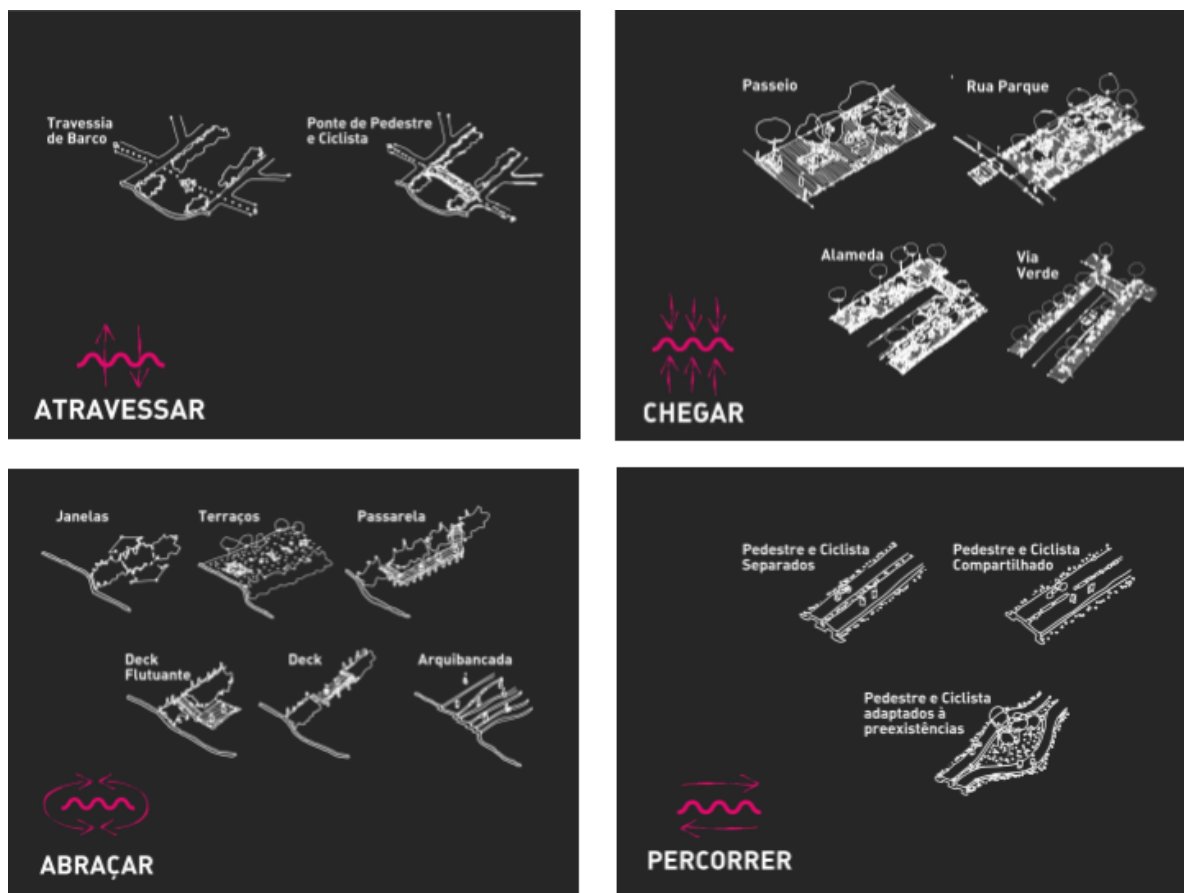 Travessia
de Barco
Ponte de Pedestre
e Ciclista
ATRAVESSAR
Passeio
Rua Parque
Alameda
Via
Verde
CHEGAR
Janelas
Terraços
Passarela
Deck
Flutuante
Deck
Arquibancada
ABRAÇAR
Pedestre e Ciclista
Separados
Pedestre e Ciclista
Compartilhado
Pedestre e Ciclista
adaptados à
preexistências
PERCORRER